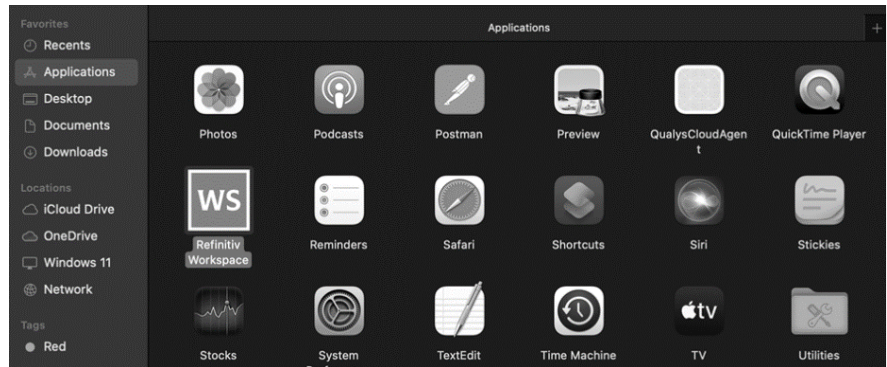 Favorites
Recents
Applications
Desktop
Documents
Downloads
Locations
iCloud Drive
OneDrive
Windows 11
Network
Tags
Red
Applications
+
Photos
Podcasts
Postman
Preview
QualysCloudAgen
t
QuickTime Player
WS
Refinitiv
Workspace
Reminders
Safari
Shortcuts
Siri
Stickies
Stocks
System
TextEdit
Time Machine
tv
TV
Utilities